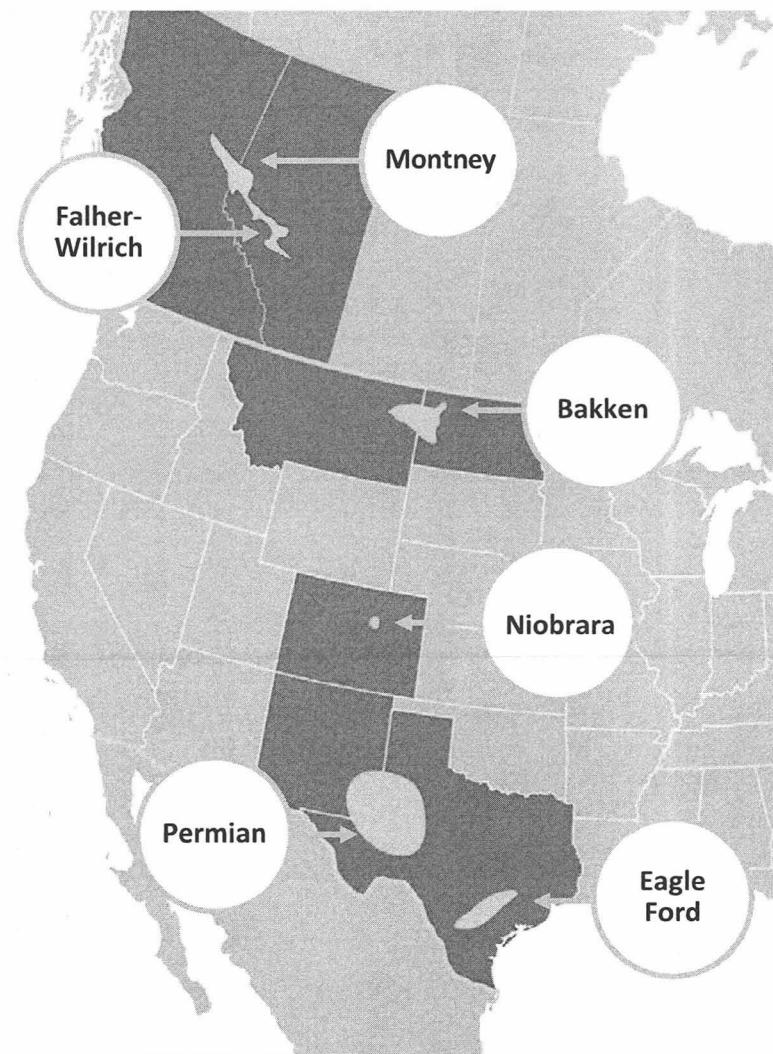 Montney
Falher-
Wilrich
Bakken
Niobrara
Permian
Eagle
Ford